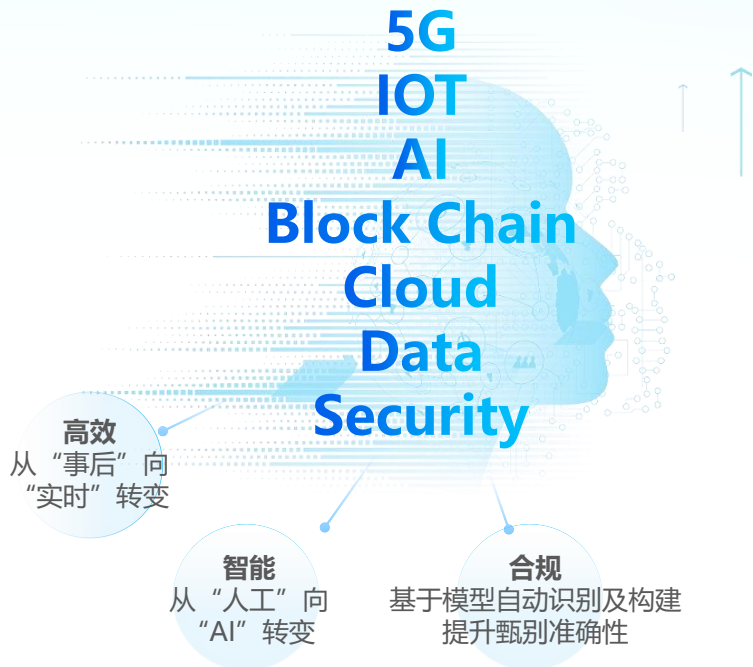 5G
IOT
AI
Block Chain
Cloud
Data
Security
高效
从“事后”向
“实时”转变
智能
从“人工”向
“AI”转变
合规
基于模型自动识别及构建
提升甄别准确性